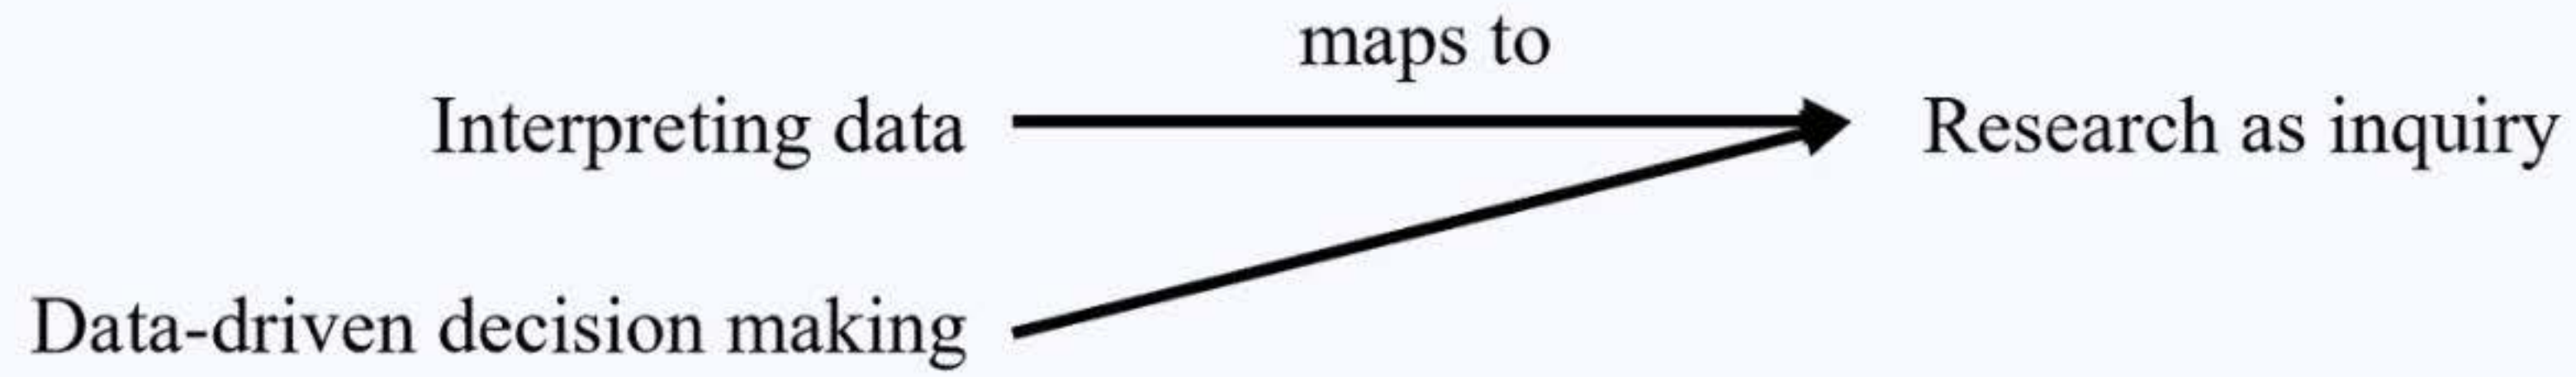 maps to
Interpreting data
Research as inquiry
Data-driven decision making